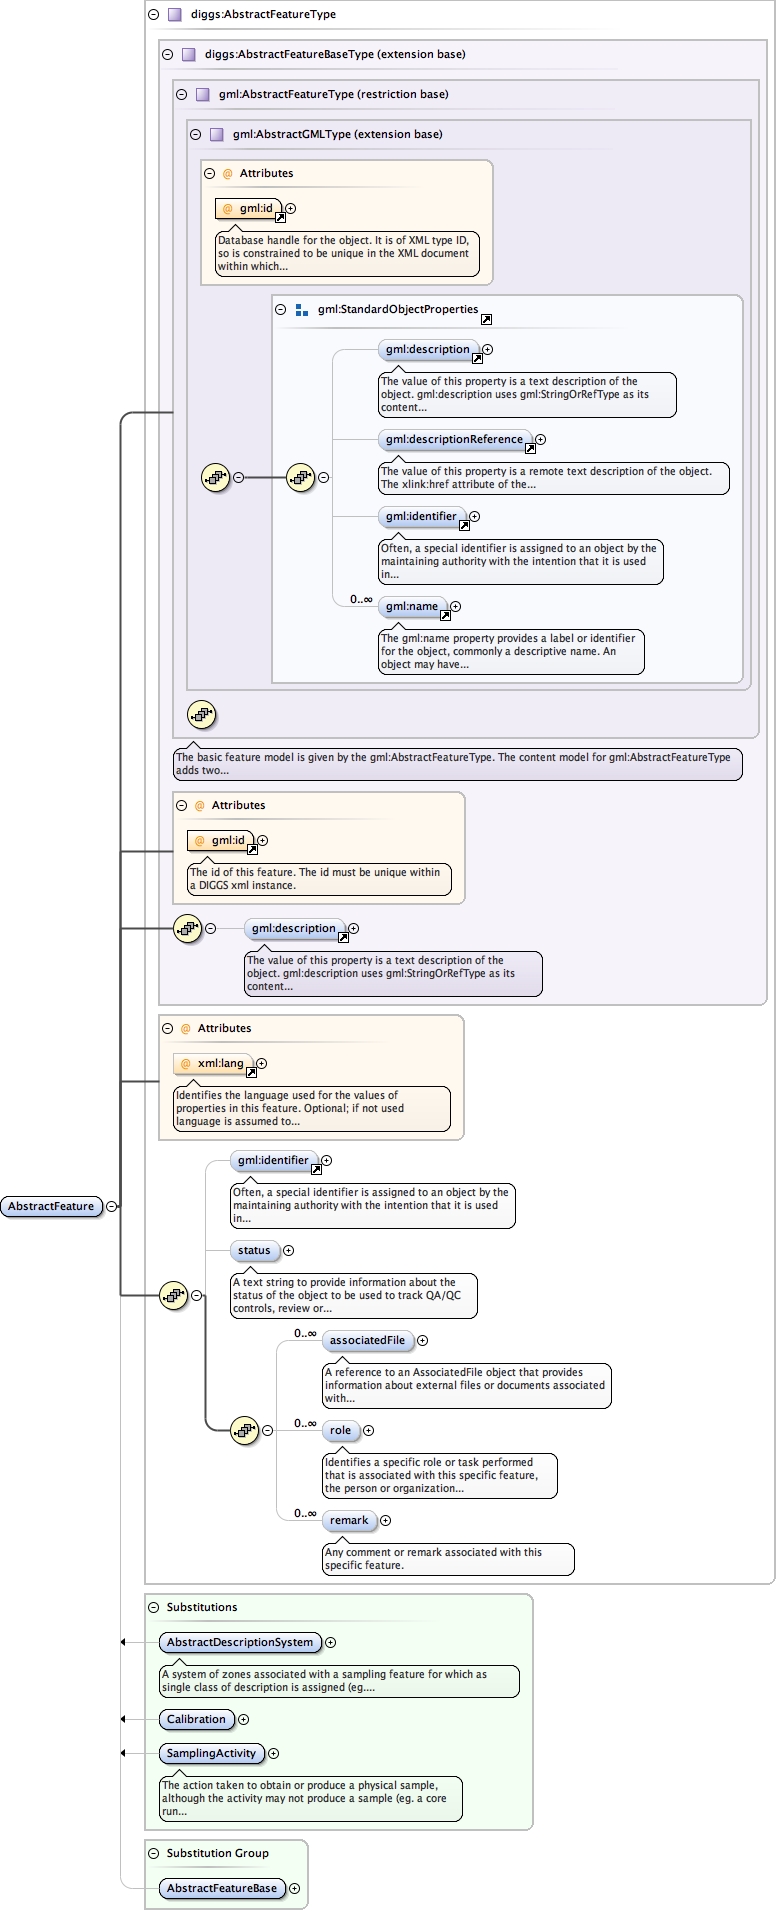 diggs:AbstractFeatureType
diggs:AbstractFeatureBaseType (extension base)
gml:AbstractFeatureType (restriction base)
gml:AbstractGMLType (extension base)
@ Attributes
@ gml:id
Database handle for the object. It is of XML type ID,
so is constrained to be unique in the XML document
within which...
gml:StandardObjectProperties
gml:description
The value of this property is a text description of the
object. gml:description uses gml:StringOrRefType as its
content...
gml:descriptionReference
The value of this property is a remote text description of the object.
The xlink:href attribute of the...
gml:identifier
Often, a special identifier is assigned to an object by the
maintaining authority with the intention that it is used
in...
0..∞
gml:name
The gml:name property provides a label or identifier
for the object, commonly a descriptive name. An
object may have...
The basic feature model is given by the gml:AbstractFeatureType. The content model for gml:AbstractFeatureType
adds two...
@ Attributes
@ gml:id
The id of this feature. The id must be unique within
a DIGGS xml instance.
gml:description
The value of this property is a text description of the
object. gml:description uses gml:StringOrRefType as its
content...
@ Attributes
@ xml:lang
Identifies the language used for the values of
properties in this feature. Optional; if not used
language is assumed to...
AbstractFeature
gml:identifier
Often, a special identifier is assigned to an object by the
maintaining authority with the intention that it is used
in...
status
A text string to provide information about the
status of the object to be used to track QA/QC
controls, review or...
0..∞
associatedFile
A reference to an AssociatedFile object that provides
information about external files or documents associated
with...
0..∞
role
Identifies a specific role or task performed
that is associated with this specific feature,
the person or organization...
0..∞
remark
Any comment or remark associated with this
specific feature.
Substitutions
AbstractDescriptionSystem
A system of zones associated with a sampling feature for which as
single class of description is assigned (eg....
Calibration
SamplingActivity
The action taken to obtain or produce a physical sample,
although the activity may not produce a sample (eg. a core
run...
Substitution Group
AbstractFeatureBase